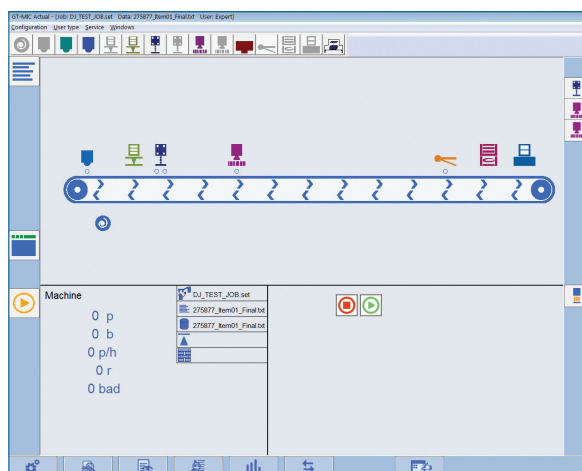 GT-MIC Actual - [Job: DJ_TEST_JOB.set Data: 275877_Item01_Final.txt User: Expert]
Configuration User type Service Windows
Machine
0 p
0 b
0 p/h
0 r
0 bad
DJ_TEST_JOB.set
275877_Item01_Final.txt
275877_Item01_Final.txt